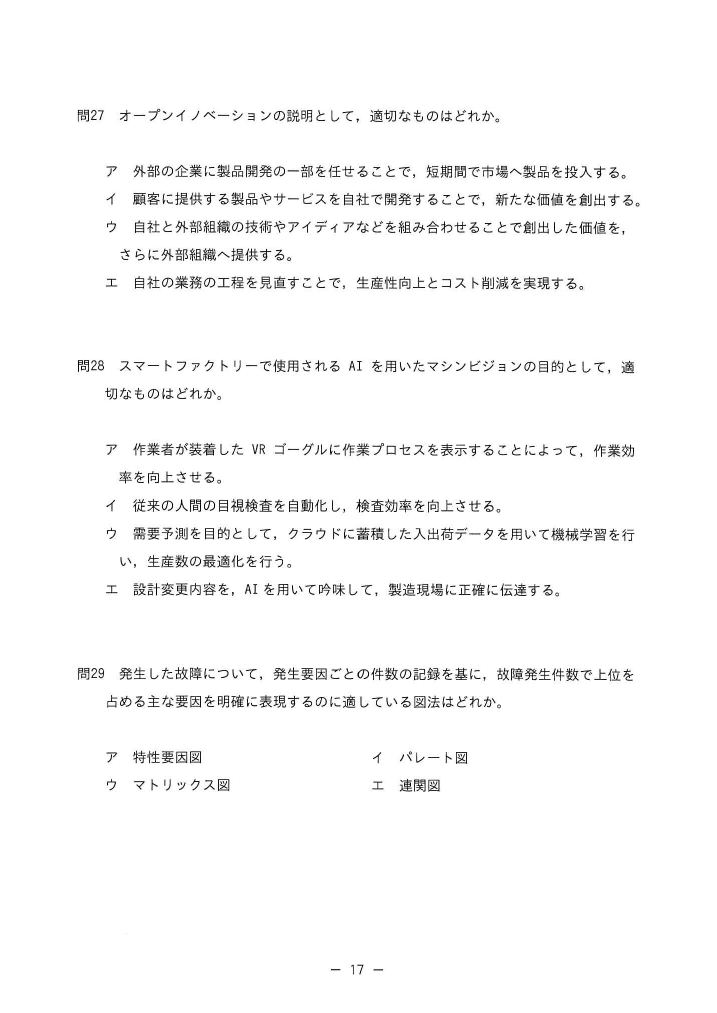 問27 オープンイノベーションの説明として，適切なものはどれか。
ア 外部の企業に製品開発の一部を任せることで，短期間で市場へ製品を投入する。
イ 顧客に提供する製品やサービスを自社で開発することで，新たな価値を創出する。
ウ 自社と外部組織の技術やアイディアなどを組み合わせることで創出した価値を，
さらに外部組織へ提供する。
エ 自社の業務の工程を見直すことで，生産性向上とコスト削減を実現する。
問28 スマートファクトリーで使用される AI を用いたマシンビジョンの目的として，適
切なものはどれか。
ア 作業者が装着した VR ゴーグルに作業プロセスを表示することによって，作業効
率を向上させる。
イ 従来の人間の目視検査を自動化し，検査効率を向上させる。
ウ 需要予測を目的として，クラウドに蓄積した入出荷データを用いて機械学習を行
い，生産数の最適化を行う。
エ 設計変更内容を，AI を用いて吟味して，製造現場に正確に伝達する。
問29 発生した故障について，発生要因ごとの件数の記録を基に，故障発生件数で上位を
占める主な要因を明確に表現するのに適している図法はどれか。
ア 特性要因図 イ パレート図
ウ マトリックス図 エ 連関図
－ 17 －